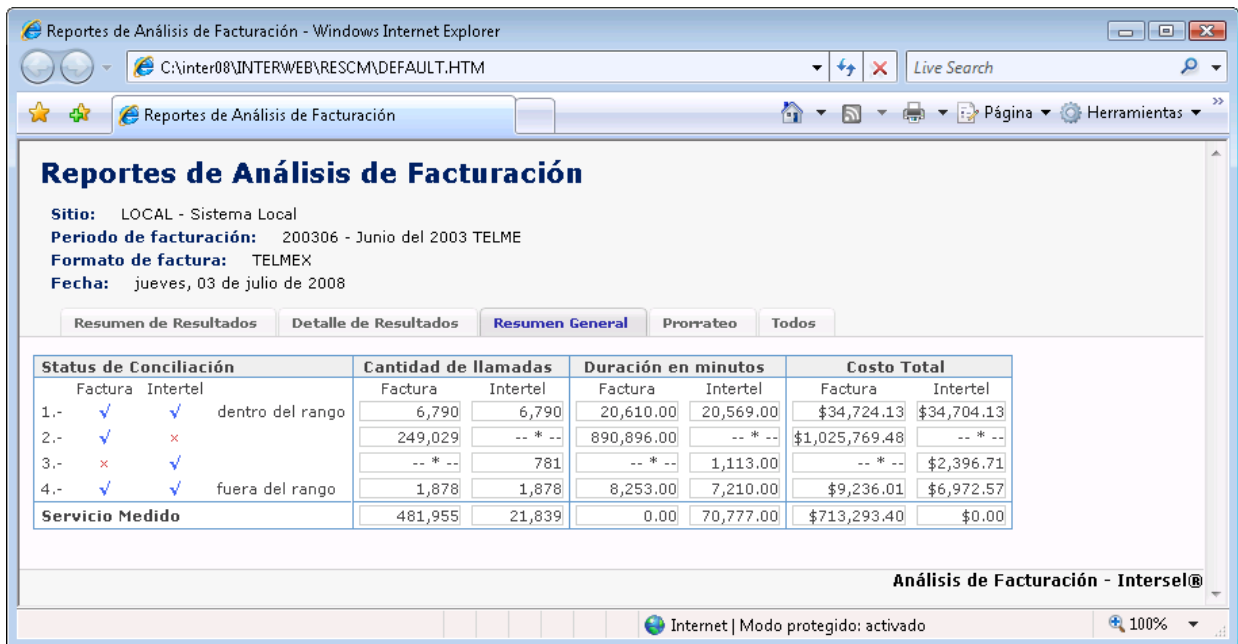 Reportes de Análisis de Facturación - Windows Internet Explorer
C:\inter08\INTERWEB\RESCM\DEFAULT.HTM
Live Search
Reportes de Análisis de Facturación
Página
Herramientas
Reportes de Análisis de Facturación
Sitio: LOCAL - Sistema Local
Periodo de facturación: 200306 - Junio del 2003 TELME
Formato de factura: TELMEX
Fecha: jueves, 03 de julio de 2008
Resumen de Resultados Detalle de Resultados Resumen General Prorrateo Todos
Status de Conciliación Cantidad de llamadas Duración en minutos Costo Total
Factura Intertel Factura Intertel Factura Intertel Factura Intertel
1.- √ √ dentro del rango 6,790 6,790 20,610.00 20,569.00 $34,724.13 $34,704.13
2.- √ × 249,029 -- * -- 890,896.00 -- * -- $1,025,769.48 -- * --
3.- × √ -- * -- 781 -- * -- 1,113.00 -- * -- $2,396.71
4.- √ √ fuera del rango 1,878 1,878 8,253.00 7,210.00 $9,236.01 $6,972.57
Servicio Medido 481,955 21,839 0.00 70,777.00 $713,293.40 $0.00
Análisis de Facturación - Intersel®
Internet | Modo protegido: activado
100%